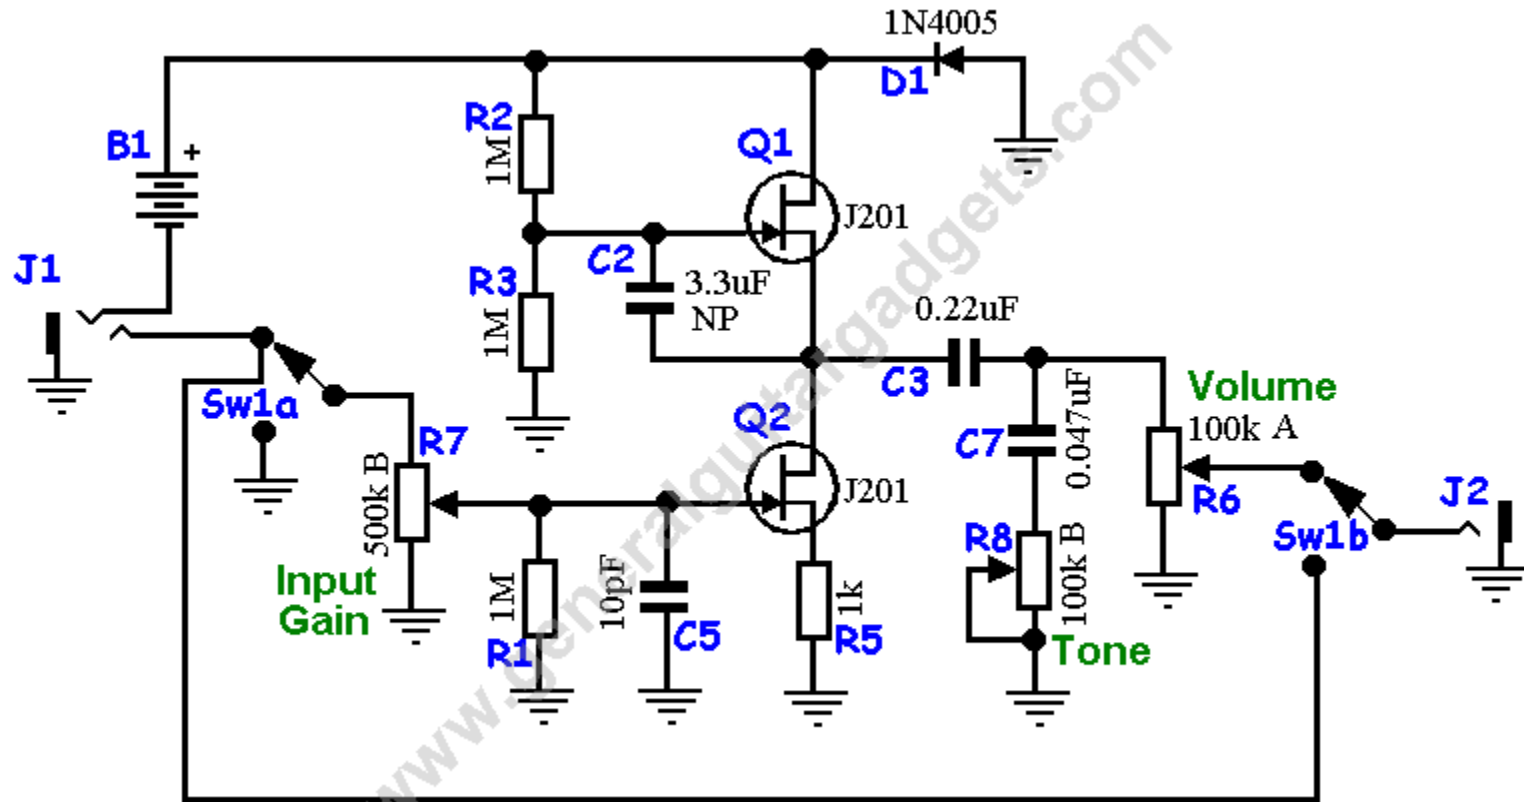 1N4005
D1
R2
1M
Q1
J201
B1
+
J1
C2
3.3uF
NP
R3
1M
0.22uF
C3
Sw1a
R7
500k B
Input
Gain
Q2
J201
R1
1M
10pF
C5
1k
R5
C7
0.047uF
R8
100k B
Tone
Volume
100k A
R6
Sw1b
J2
www.generalguitargadgets.com